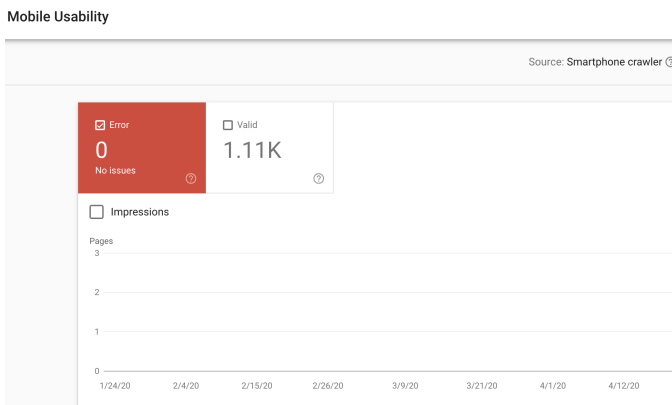 Mobile Usability
Source: Smartphone crawler
Error
Valid
0
1.11K
No issues
Impressions
Pages
3
2
1
0
1/24/20 2/4/20 2/15/20 2/26/20 3/9/20 3/21/20 4/1/20 4/12/20